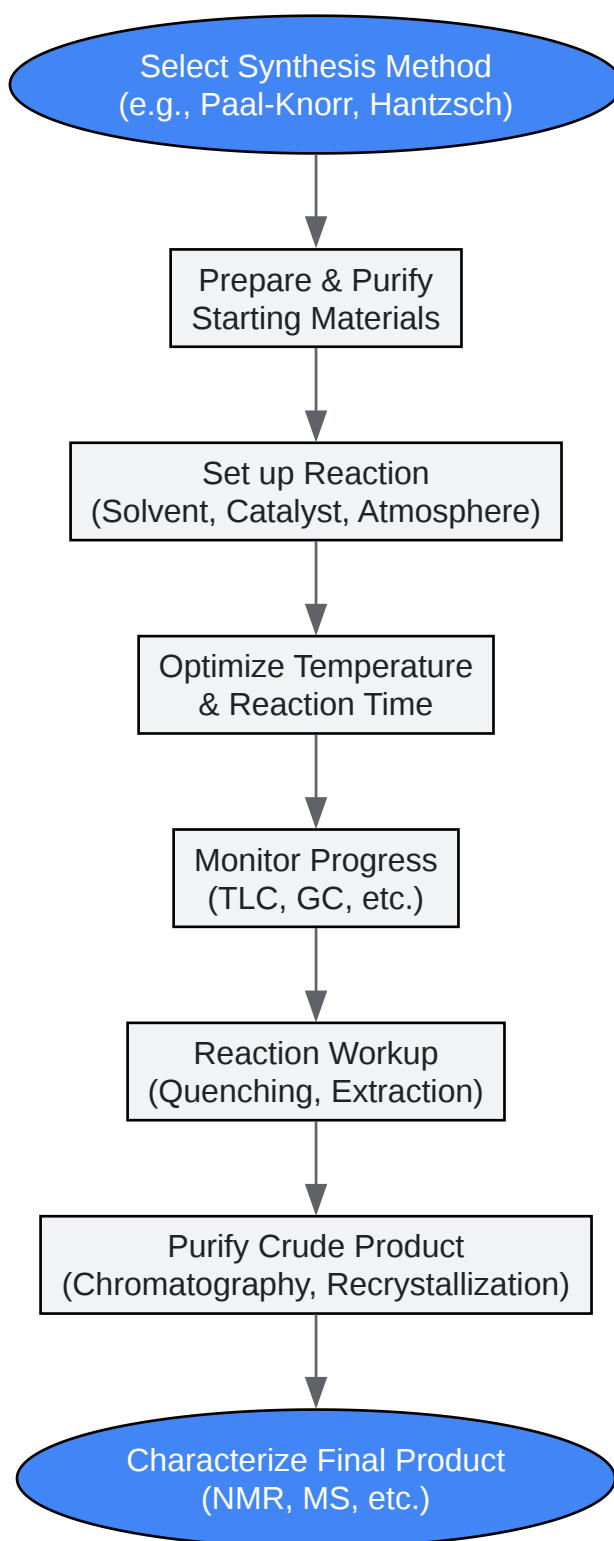 Select Synthesis Method
(e.g., Paal-Knorr, Hantzsch)
Prepare & Purify
Starting Materials
Set up Reaction
(Solvent, Catalyst, Atmosphere)
Optimize Temperature
& Reaction Time
Monitor Progress
(TLC, GC, etc.)
Reaction Workup
(Quenching, Extraction)
Purify Crude Product
(Chromatography, Recrystallization)
Characterize Final Product
(NMR, MS, etc.)